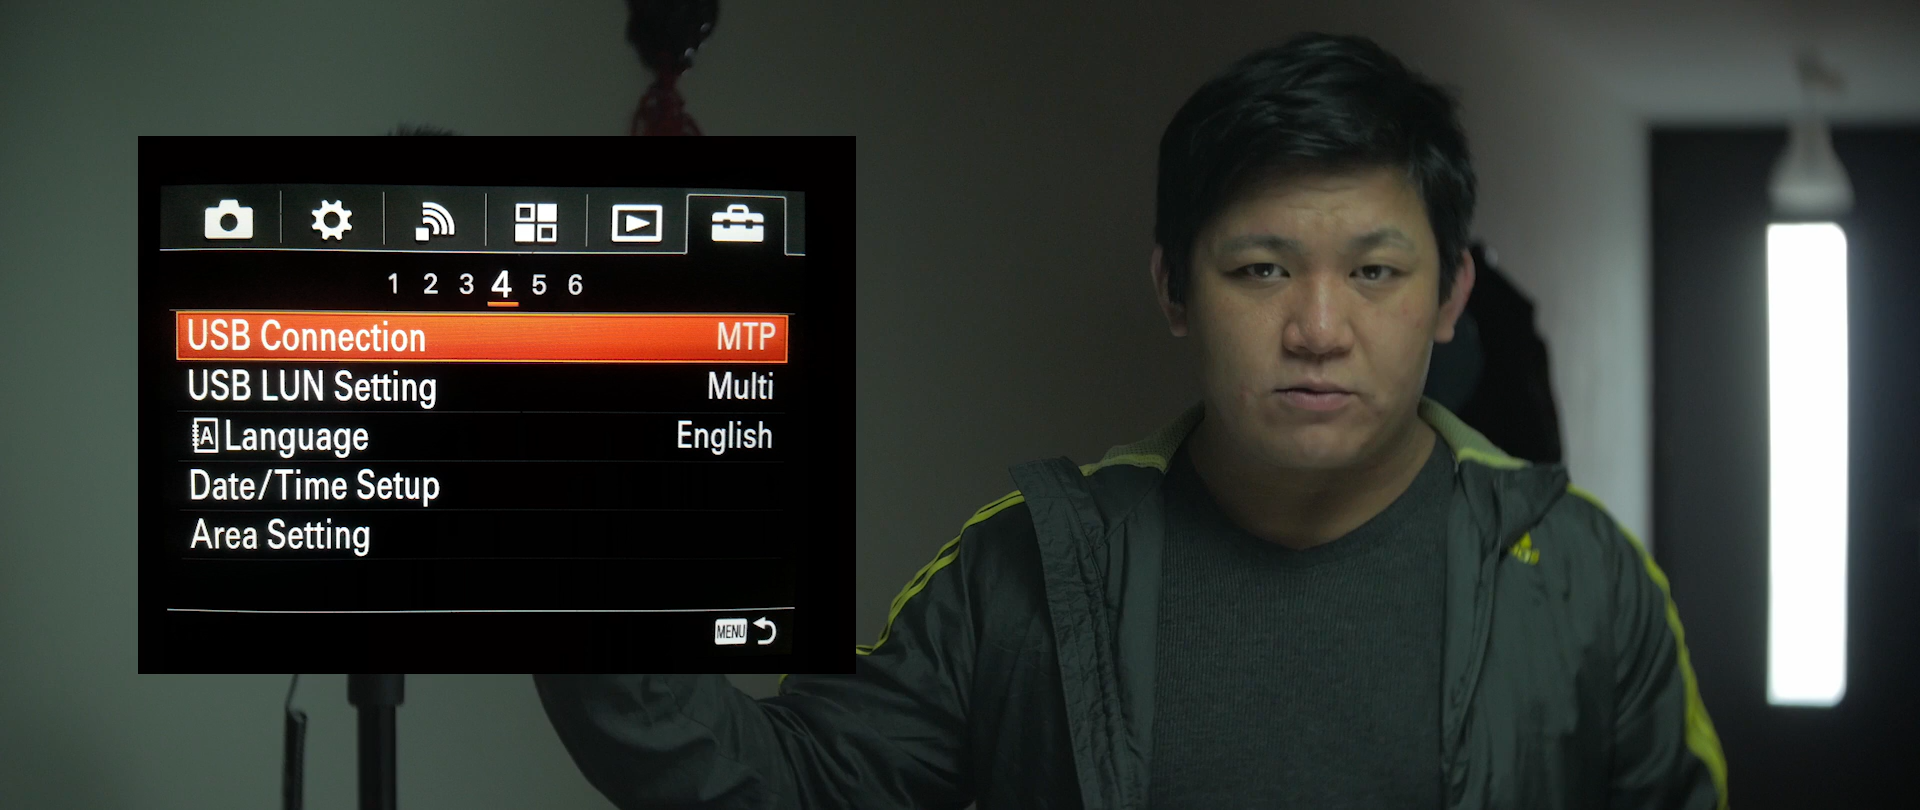 1 2 3 4 5 6
USB Connection MTP
USB LUN Setting Multi
A Language English
Date/Time Setup
Area Setting
MENU